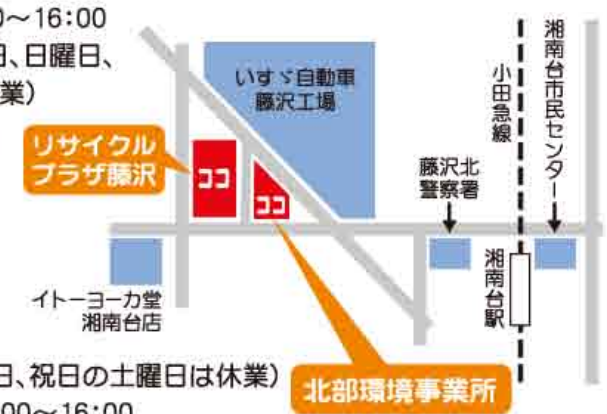 0～16:00
日、日曜日、
業）
いすゞ自動車
藤沢工場
リサイクル
プラザ藤沢
ココ
ココ
藤沢北
警察署
小田急線
湘南台市民センター
湘南台駅
イトーヨーカ堂
湘南台店
日、祝日の土曜日は休業）
北部環境事業所
:00～16:00